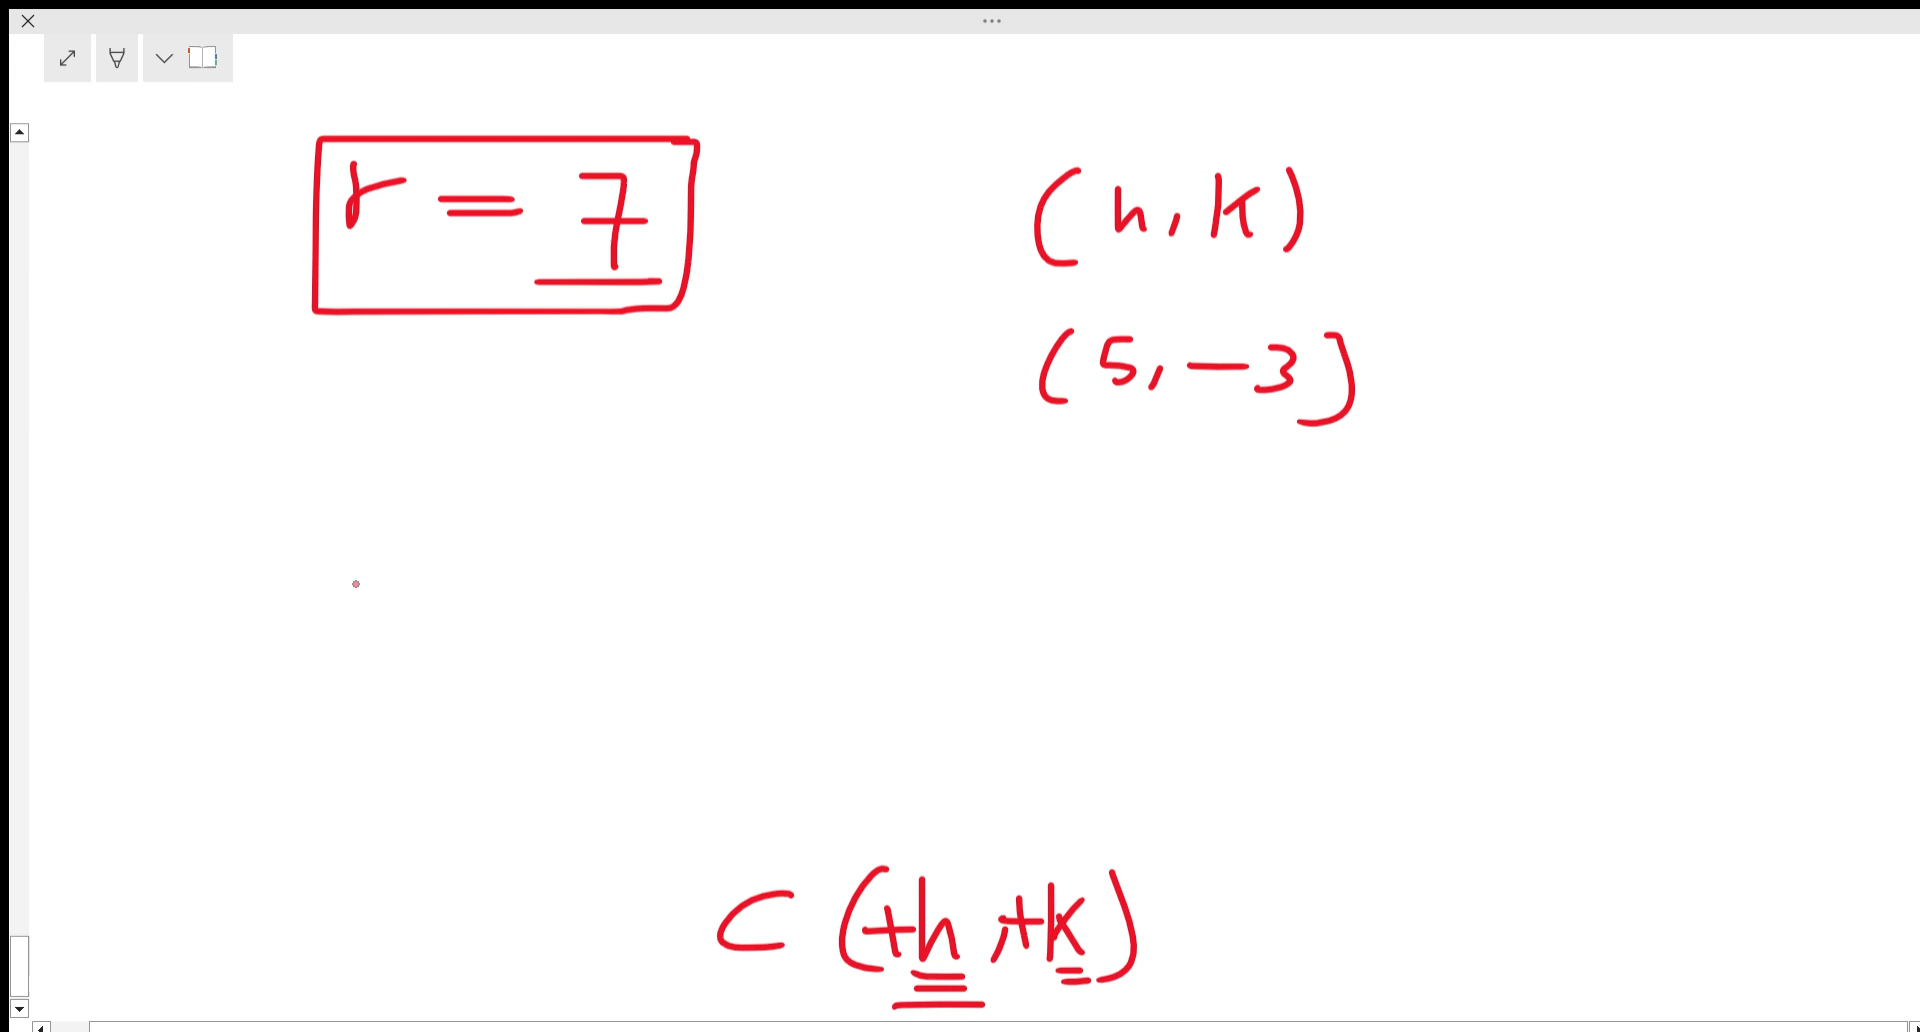 r = 7
(h, k)
(5, -3)
C (+h, +k)